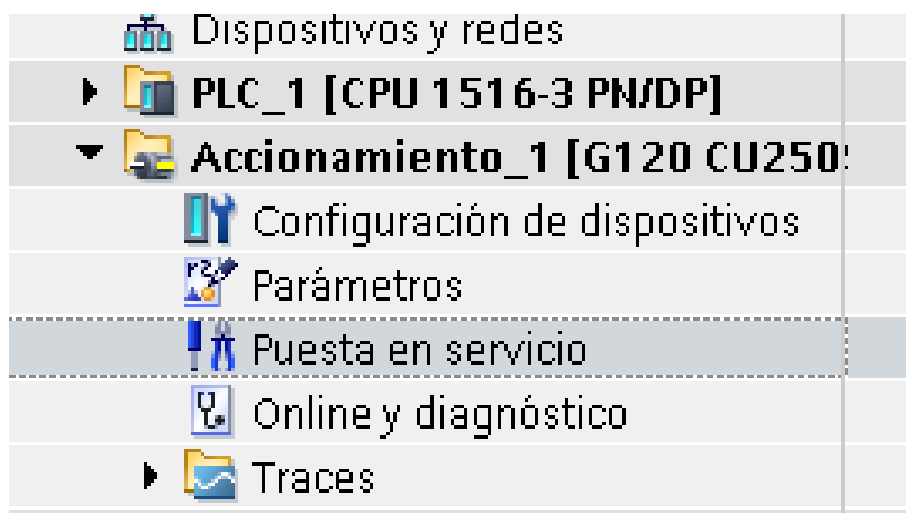 Dispositivos y redes
PLC_1 [CPU 1516-3 PN/DP]
Accionamiento_1 [G120 CU250S
Configuración de dispositivos
Parámetros
Puesta en servicio
Online y diagnóstico
Traces